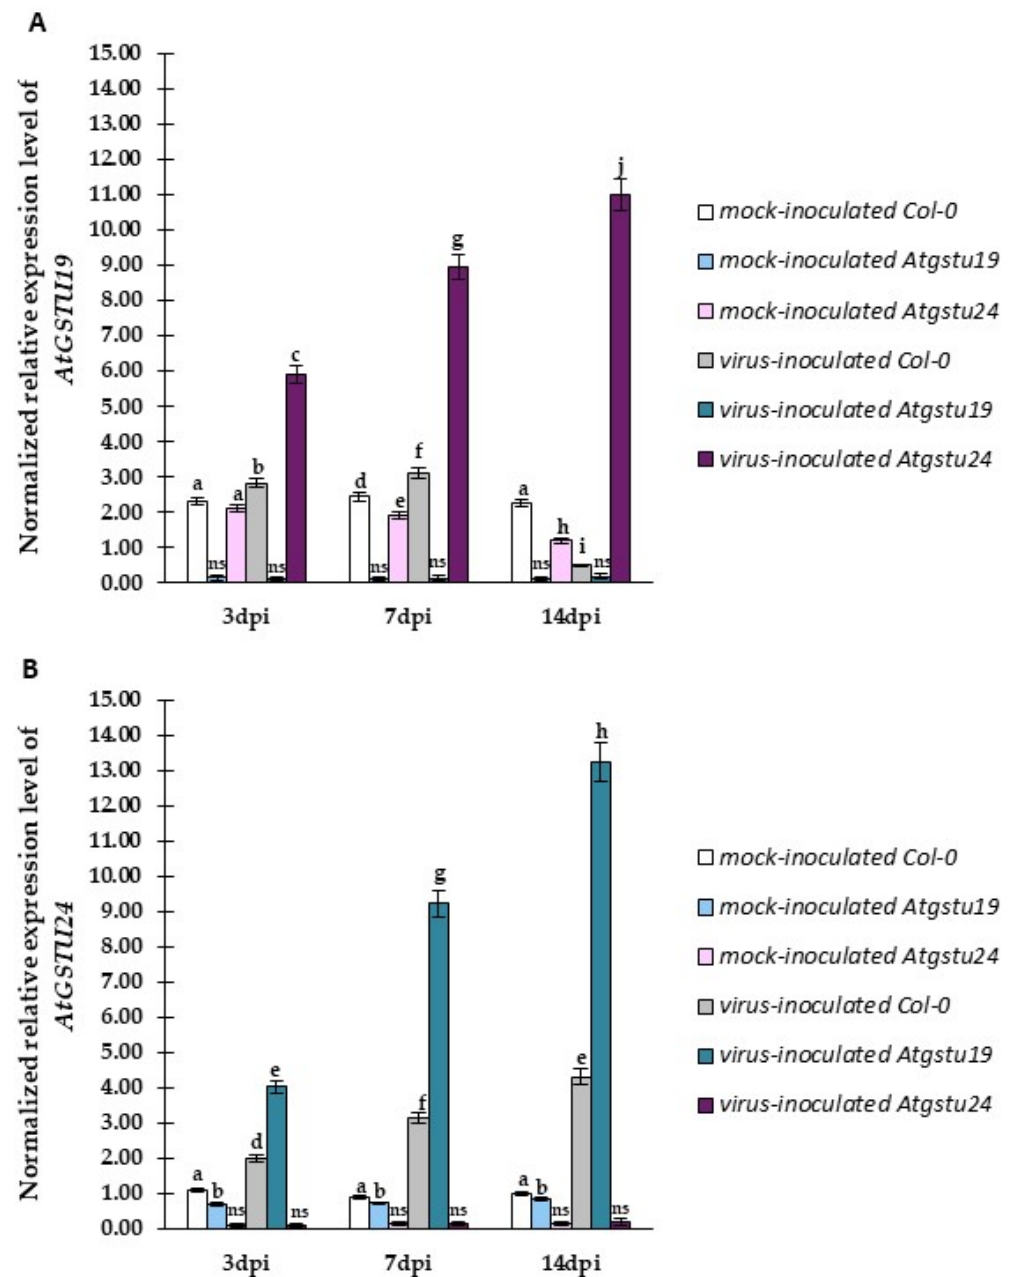 A
Normalized relative expression level of
AtGSTU19
15.00
14.00
13.00
12.00
11.00
10.00
9.00
8.00
7.00
6.00
5.00
4.00
3.00
2.00
1.00
0.00
a
ns
a
b
ns
c
d
ns
e
f
ns
g
a
ns
h
i
ns
j
3dpi
7dpi
14dpi
mock-inoculated Col-0
mock-inoculated Atgstu19
mock-inoculated Atgstu24
virus-inoculated Col-0
virus-inoculated Atgstu19
virus-inoculated Atgstu24
B
Normalized relative expression level of
AtGSTU24
15.00
14.00
13.00
12.00
11.00
10.00
9.00
8.00
7.00
6.00
5.00
4.00
3.00
2.00
1.00
0.00
a
b
ns
d
e
ns
a
b
ns
f
g
ns
a
b
ns
e
h
ns
3dpi
7dpi
14dpi
mock-inoculated Col-0
mock-inoculated Atgstu19
mock-inoculated Atgstu24
virus-inoculated Col-0
virus-inoculated Atgstu19
virus-inoculated Atgstu24